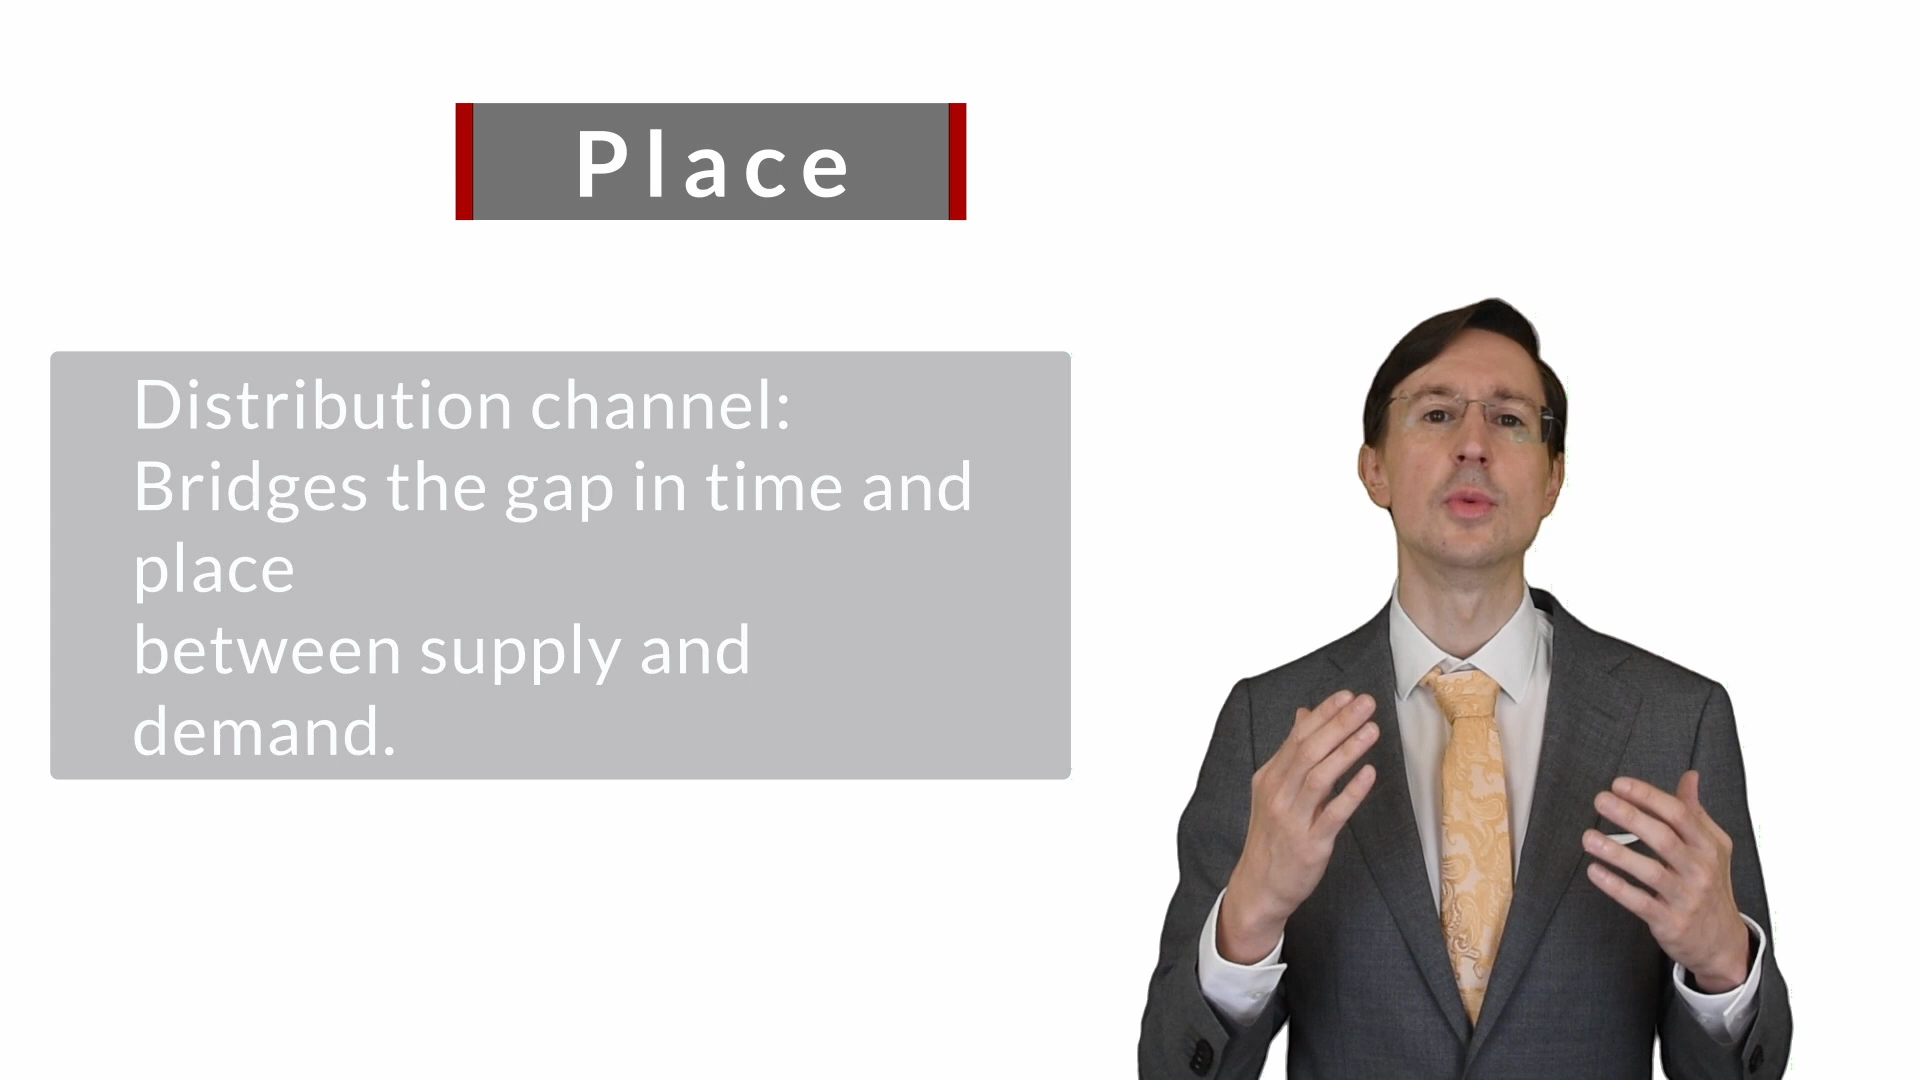 Place
Distribution channel:
Bridges the gap in time and
place
between supply and
demand.